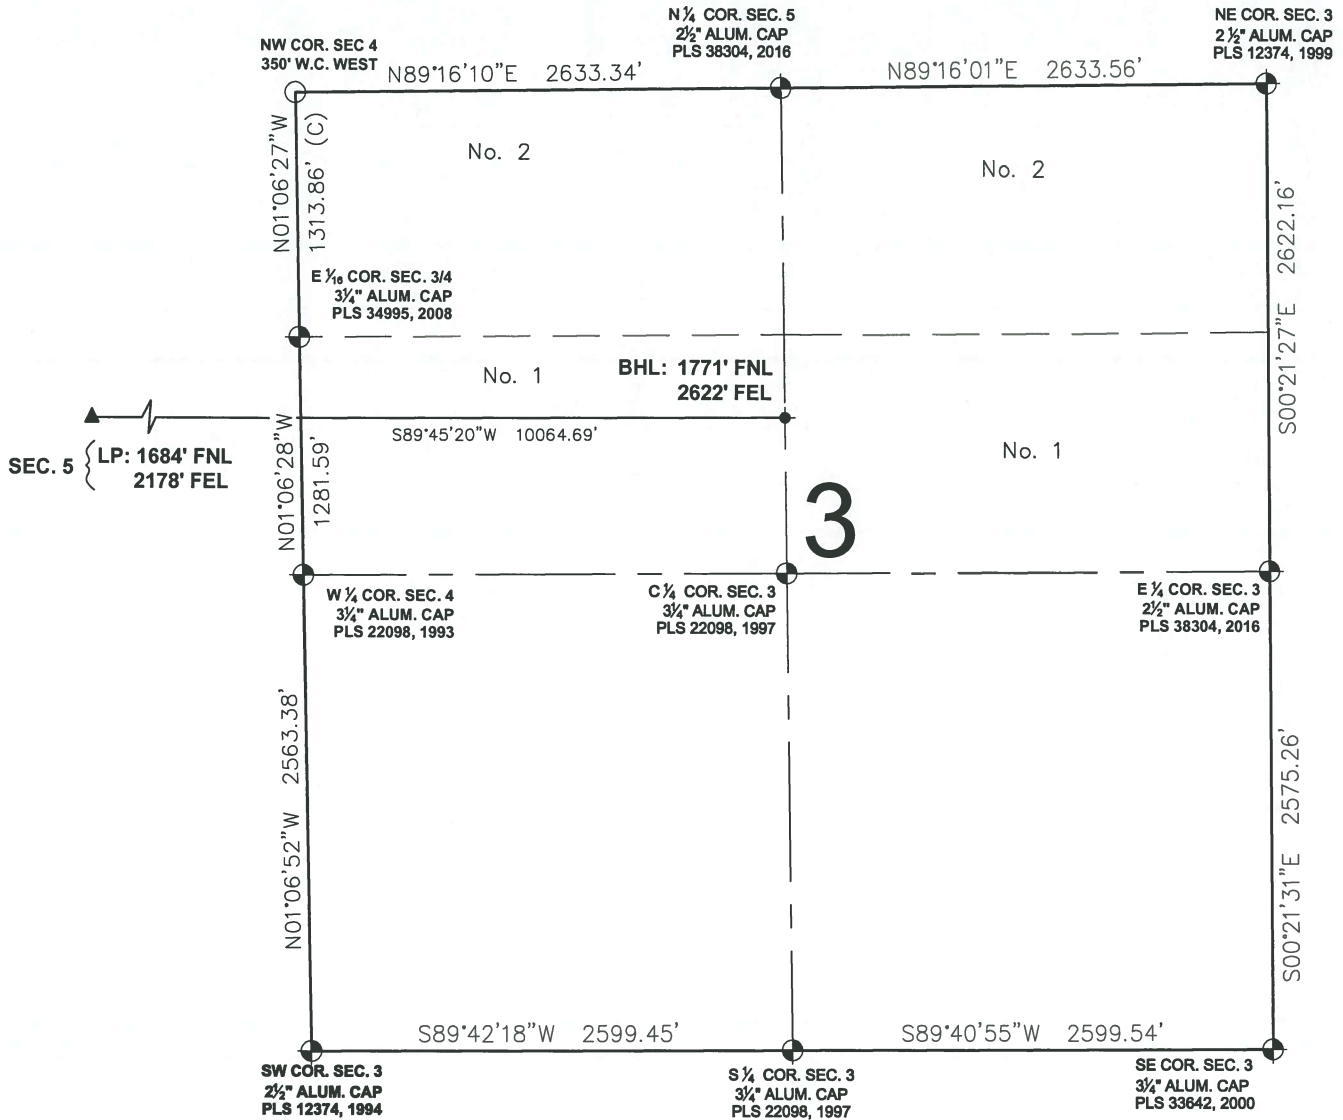 N ¼ COR. SEC. 5
2½" ALUM. CAP
PLS 38304, 2016
NE COR. SEC. 3
2 ½" ALUM. CAP
PLS 12374, 1999
NW COR. SEC 4
350' W.C. WEST
N89°16'10"E 2633.34'
N89°16'01"E 2633.56'
N01°06'27"W
1313.86' (C)
No. 2
No. 2
S00°21'27"E 2622.16'
E 1/16 COR. SEC. 3/4
3¼" ALUM. CAP
PLS 34995, 2008
No. 1
BHL: 1771' FNL
2622' FEL
S89°45'20"W 10064.69'
No. 1
SEC. 5 { LP: 1684' FNL
2178' FEL
N01°06'28"W
1281.59'
3
W ¼ COR. SEC. 4
3¼" ALUM. CAP
PLS 22098, 1993
C ¼ COR. SEC. 3
3¼" ALUM. CAP
PLS 22098, 1997
E ¼ COR. SEC. 3
2½" ALUM. CAP
PLS 38304, 2016
N01°06'52"W 2563.38'
S00°21'31"E 2575.26'
S89°42'18"W 2599.45'
S89°40'55"W 2599.54'
SW COR. SEC. 3
2½" ALUM. CAP
PLS 12374, 1994
S ¼ COR. SEC. 3
3¼" ALUM. CAP
PLS 22098, 1997
SE COR. SEC. 3
3¼" ALUM. CAP
PLS 33642, 2000